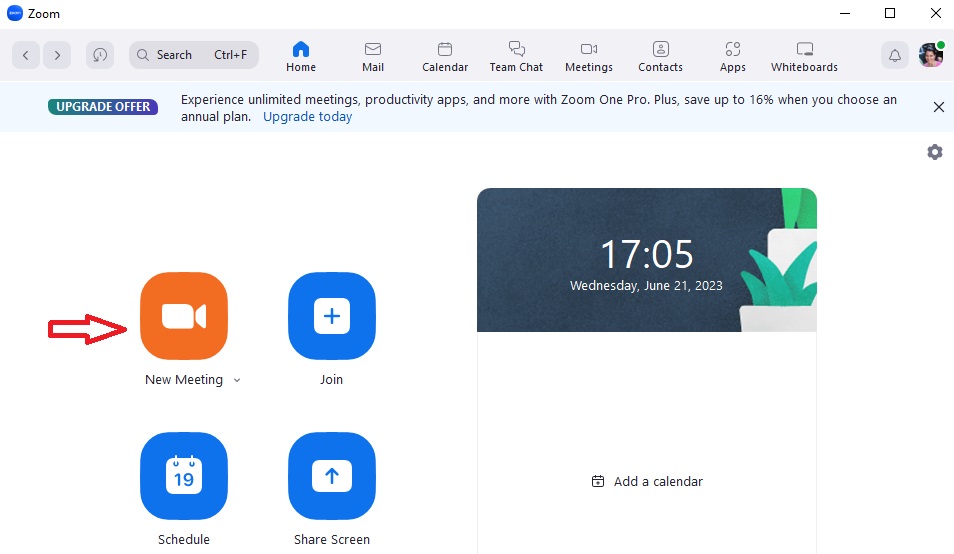 zoom Zoom
Search Ctrl+F Home Mail Calendar Team Chat Meetings Contacts Apps Whiteboards
UPGRADE OFFER Experience unlimited meetings, productivity apps, and more with Zoom One Pro. Plus, save up to 16% when you choose an
annual plan. Upgrade today
17:05
Wednesday, June 21, 2023
New Meeting Join
19
Schedule Share Screen
Add a calendar